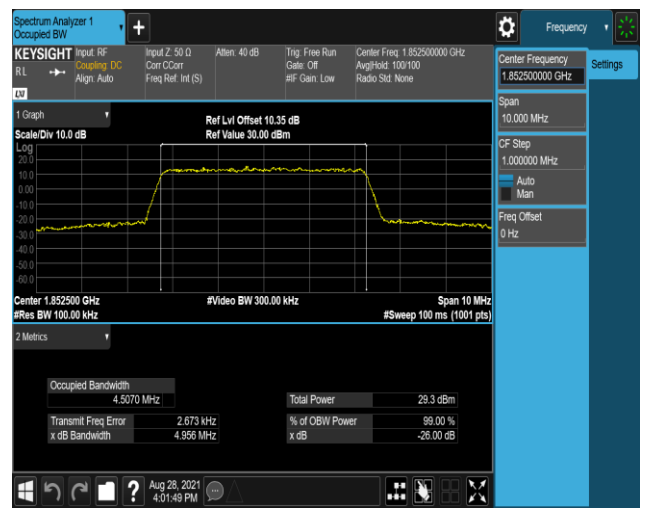 Spectrum Analyzer 1
Occupied BW
+
Frequency
KEYSIGHT Input: RF Input Z: 50 Ω Atten: 40 dB Trig: Free Run Center Freq: 1.852500000 GHz
RL Coupling: DC Corr CCorr Gate: Off Avg|Hold: 100/100
Align: Auto Freq Ref: Int (S) #IF Gain: Low Radio Std: None
LXI
Center Frequency
1.852500000 GHz
Settings
Span
10.000 MHz
CF Step
1.000000 MHz
Auto
Man
Freq Offset
0 Hz
1 Graph
Ref Lvl Offset 10.35 dB
Scale/Div 10.0 dB Ref Value 30.00 dBm
Log
20.0
10.0
0.00
-10.0
-20.0
-30.0
-40.0
-50.0
-60.0
Center 1.852500 GHz #Video BW 300.00 kHz Span 10 MHz
#Res BW 100.00 kHz #Sweep 100 ms (1001 pts)
2 Metrics
Occupied Bandwidth
4.5070 MHz Total Power 29.3 dBm
Transmit Freq Error 2.673 kHz % of OBW Power 99.00 %
x dB Bandwidth 4.956 MHz x dB -26.00 dB
? Aug 28, 2021
4:01:49 PM